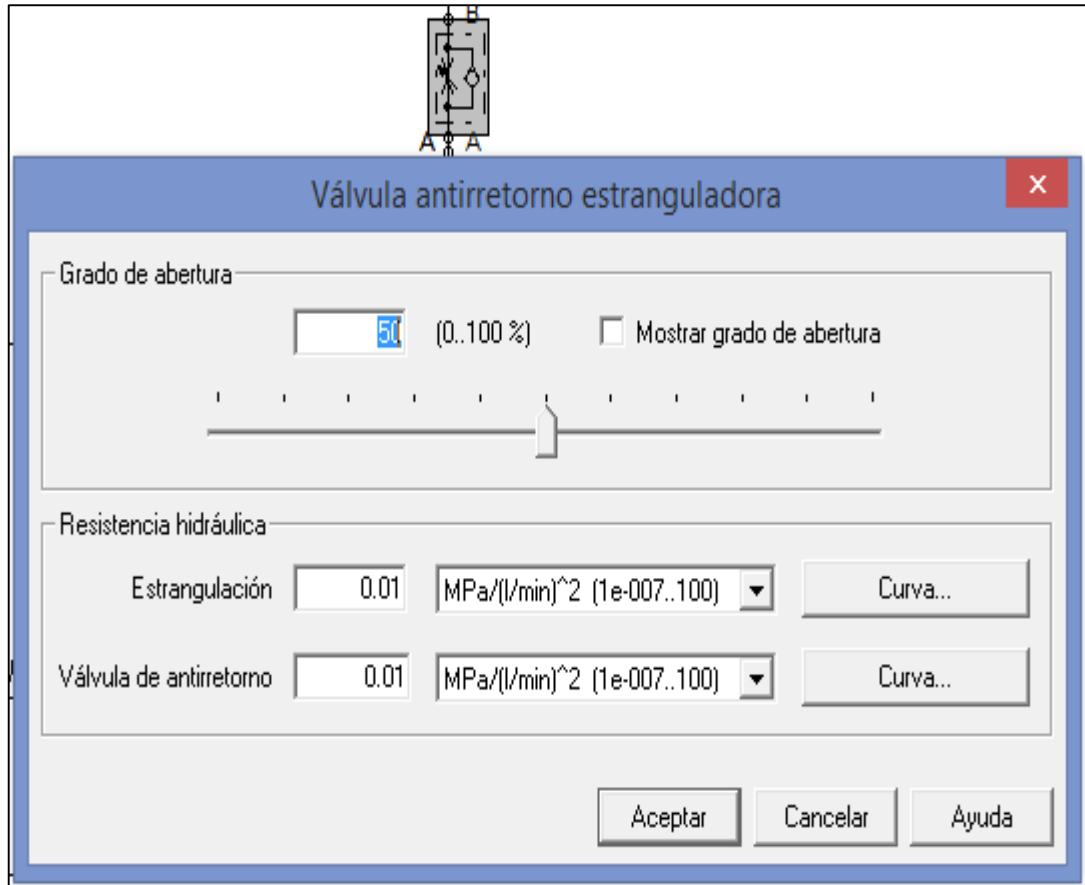 B
A A
Válvula antirretorno estranguladora x
Grado de abertura
50 (0..100 %) Mostrar grado de abertura
Resistencia hidráulica
Estrangulación 0.01 MPa/(l/min)^2 (1e-007..100) Curva...
Válvula de antirretorno 0.01 MPa/(l/min)^2 (1e-007..100) Curva...
Aceptar Cancelar Ayuda